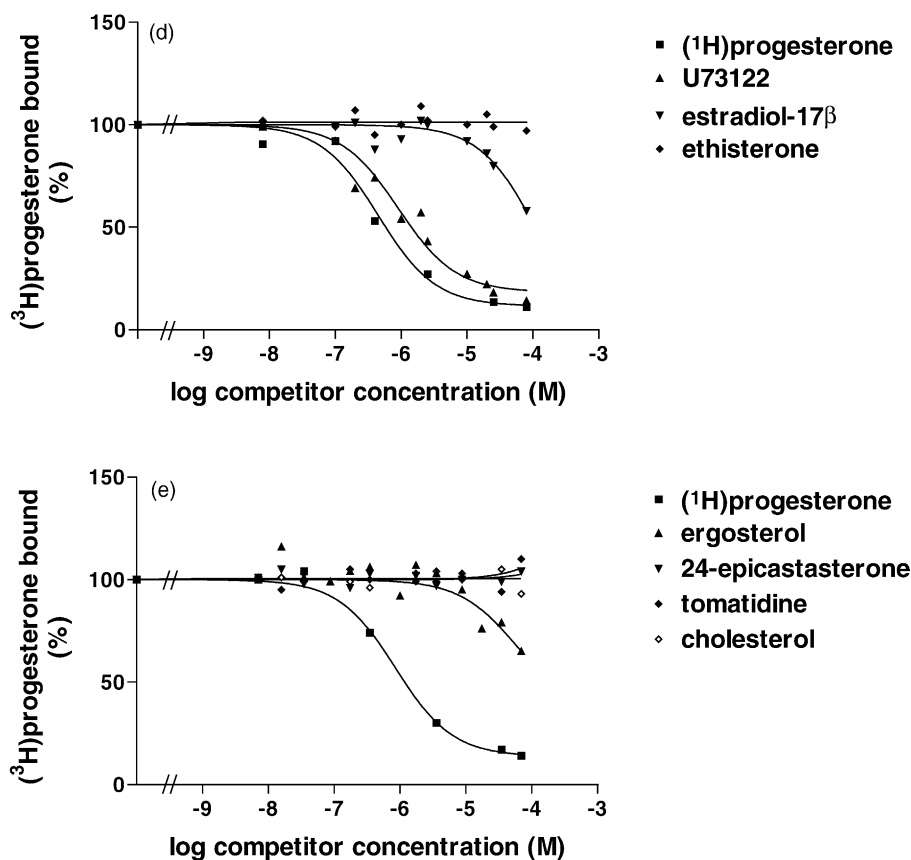 (d)
150
100
50
0
(³H)progesterone bound
(%)
-9 -8 -7 -6 -5 -4 -3
log competitor concentration (M)
(¹H)progesterone
U73122
estradiol-17β
ethisterone
(e)
150
100
50
0
(³H)progesterone bound
(%)
-9 -8 -7 -6 -5 -4 -3
log competitor concentration (M)
(¹H)progesterone
ergosterol
24-epicastasterone
tomatidine
cholesterol